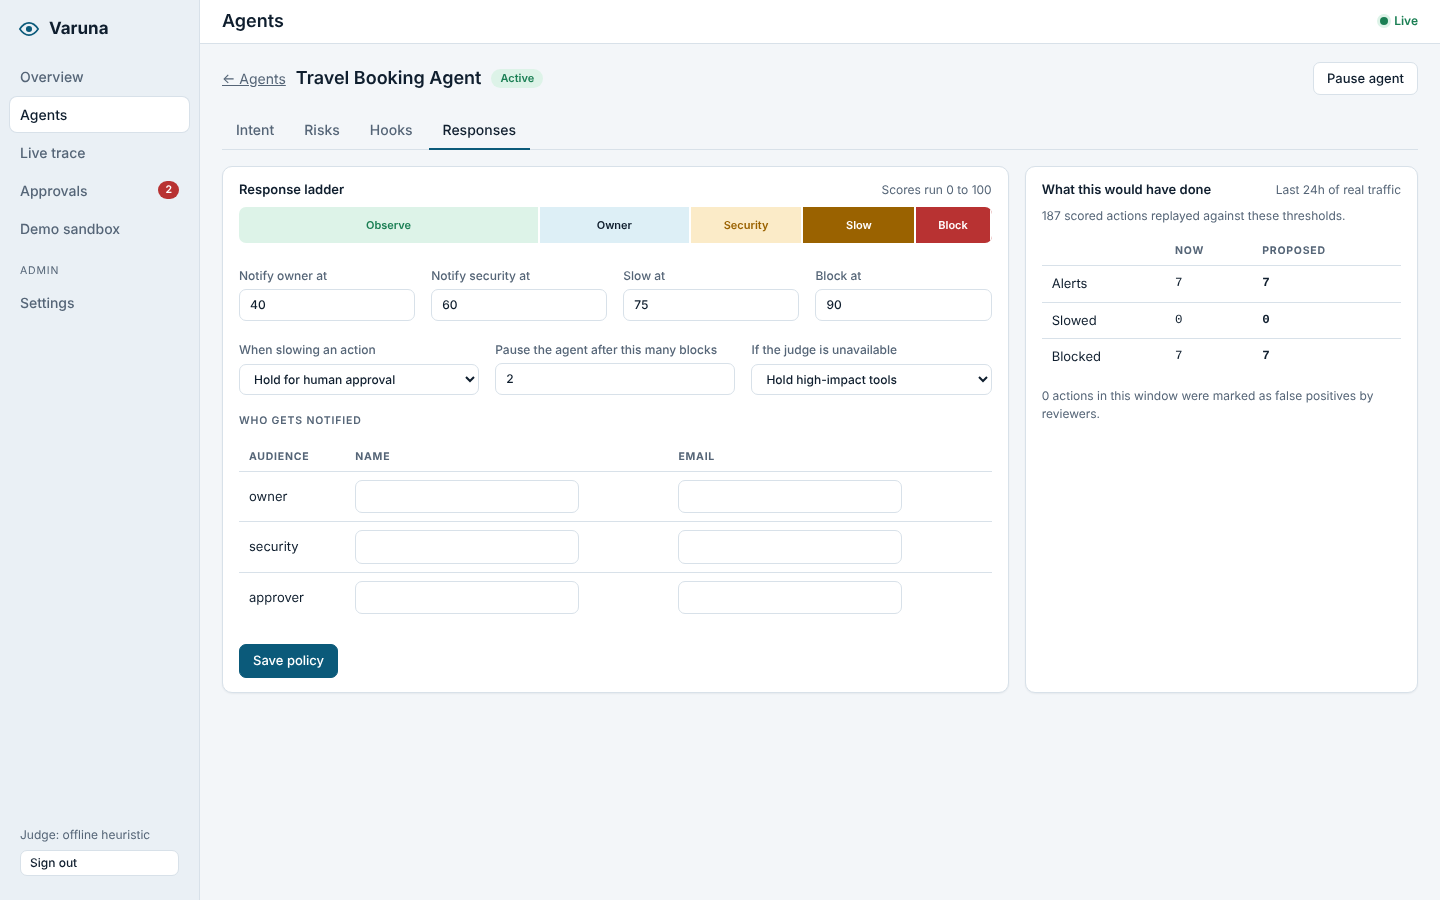 Varuna
Overview
Agents
Live trace
Approvals 2
Demo sandbox
ADMIN
Settings
Judge: offline heuristic
Sign out
Agents
Live
← Agents Travel Booking Agent Active
Pause agent
Intent Risks Hooks Responses
Response ladder Scores run 0 to 100
Observe Owner Security Slow Block
Notify owner at Notify security at Slow at Block at
40 60 75 90
When slowing an action Pause the agent after this many blocks If the judge is unavailable
Hold for human approval 2 Hold high-impact tools
WHO GETS NOTIFIED
AUDIENCE NAME EMAIL
owner
security
approver
Save policy
What this would have done Last 24h of real traffic
187 scored actions replayed against these thresholds.
NOW PROPOSED
Alerts 7 7
Slowed 0 0
Blocked 7 7
0 actions in this window were marked as false positives by
reviewers.